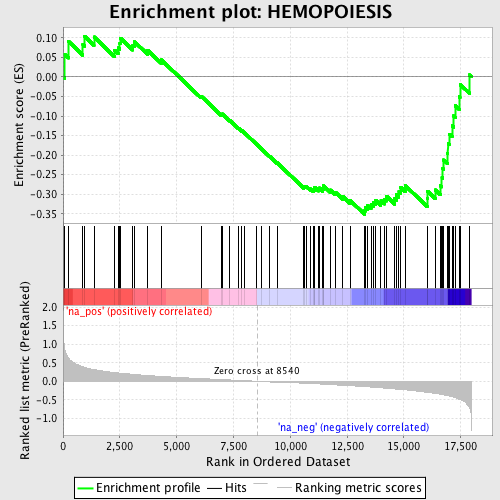 Enrichment plot: HEMOPOIESIS
Enrichment score (ES)
0.10
0.05
0.00
-0.05
-0.10
-0.15
-0.20
-0.25
-0.30
-0.35
'na_pos' (positively correlated)
Ranked list metric (PreRanked)
2.0
1.5
1.0
0.5
0.0
-0.5
-1.0
Zero cross at 8540
'na_neg' (negatively correlated)
0
2,500
5,000
7,500
10,000
12,500
15,000
17,500
Rank in Ordered Dataset
Enrichment profile
Hits
Ranking metric scores